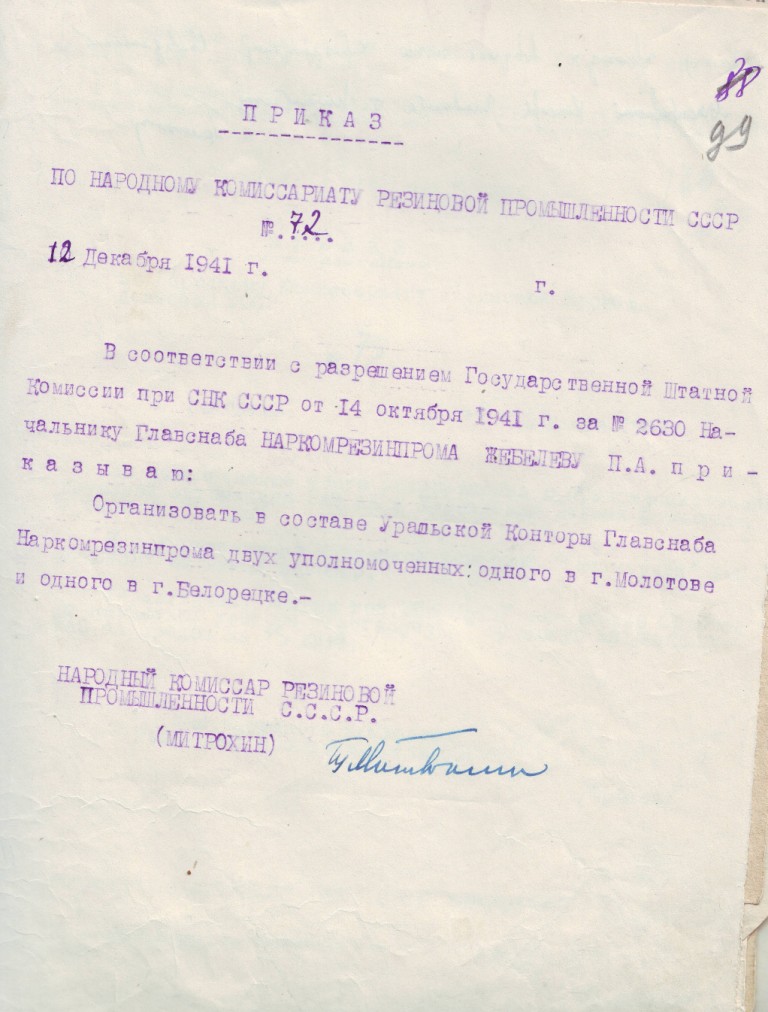 88
99
ПРИКАЗ
ПО НАРОДНОМУ КОМИССАРИАТУ РЕЗИНОВОЙ ПРОМЫШЛЕННОСТИ СССР
№.72.
12 Декабря 1941 г.
г.
В соответствии с разрешением Государственной Штатной
Комиссии при СНК СССР от 14 октября 1941 г. за № 2630 На-
чальнику Главснаба НАРКОМРЕЗИНПРОМА ЖЕБЕЛЕВУ П.А. п р и -
к а з ы в а ю:
Организовать в составе Уральской Конторы Главснаба
Наркомрезинпрома двух уполномоченных: одного в г.Молотове
и одного в г.Белорецке.-
НАРОДНЫЙ КОМИССАР РЕЗИНОВОЙ
ПРОМЫШЛЕННОСТИ С.С.С.Р.
(МИТРОХИН)